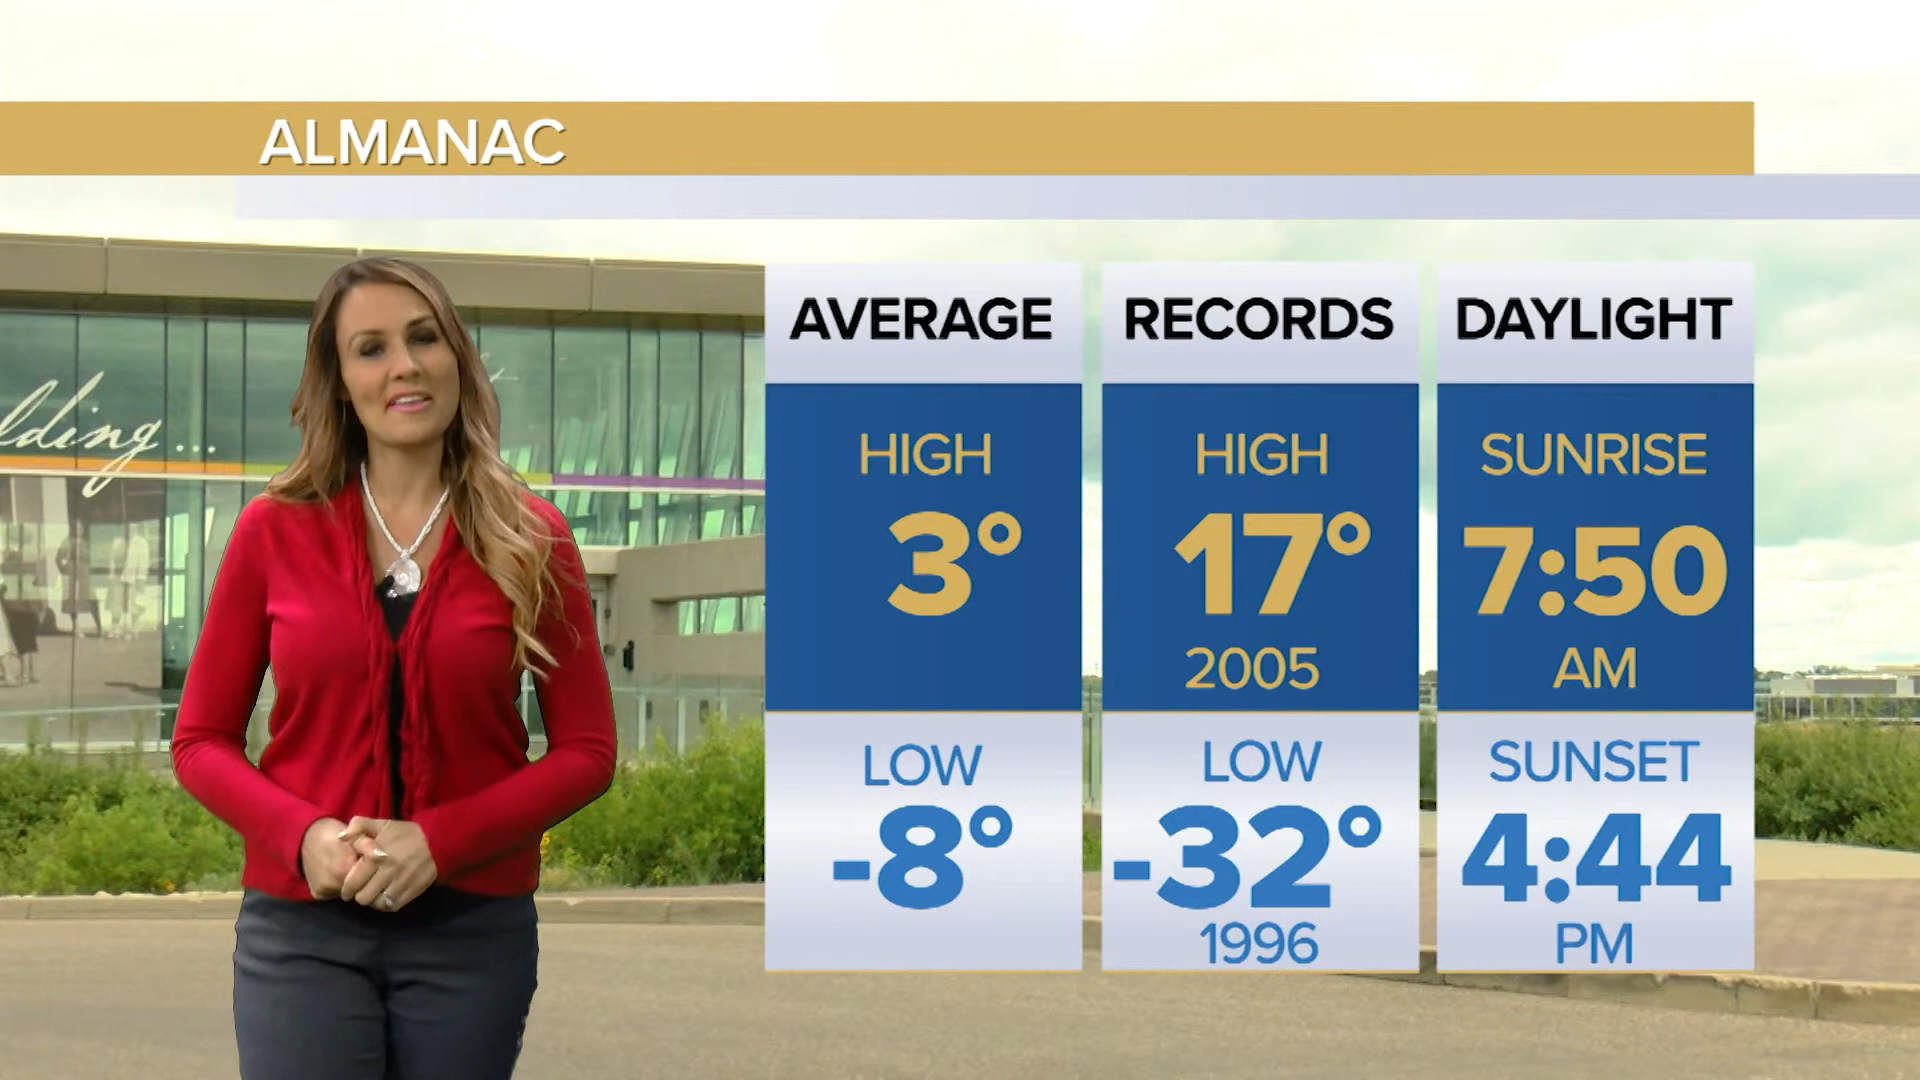 ALMANAC
lding...
AVERAGE
HIGH
3°
LOW
-8°
RECORDS
HIGH
17°
2005
LOW
-32°
1996
DAYLIGHT
SUNRISE
7:50
AM
SUNSET
4:44
PM